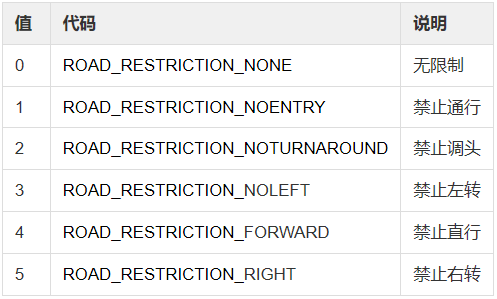 值 代码 说明
0 ROAD_RESTRICTION_NONE 无限制
1 ROAD_RESTRICTION_NOENTRY 禁止通行
2 ROAD_RESTRICTION_NOTURNAROUND 禁止调头
3 ROAD_RESTRICTION_NOLEFT 禁止左转
4 ROAD_RESTRICTION_FORWARD 禁止直行
5 ROAD_RESTRICTION_RIGHT 禁止右转